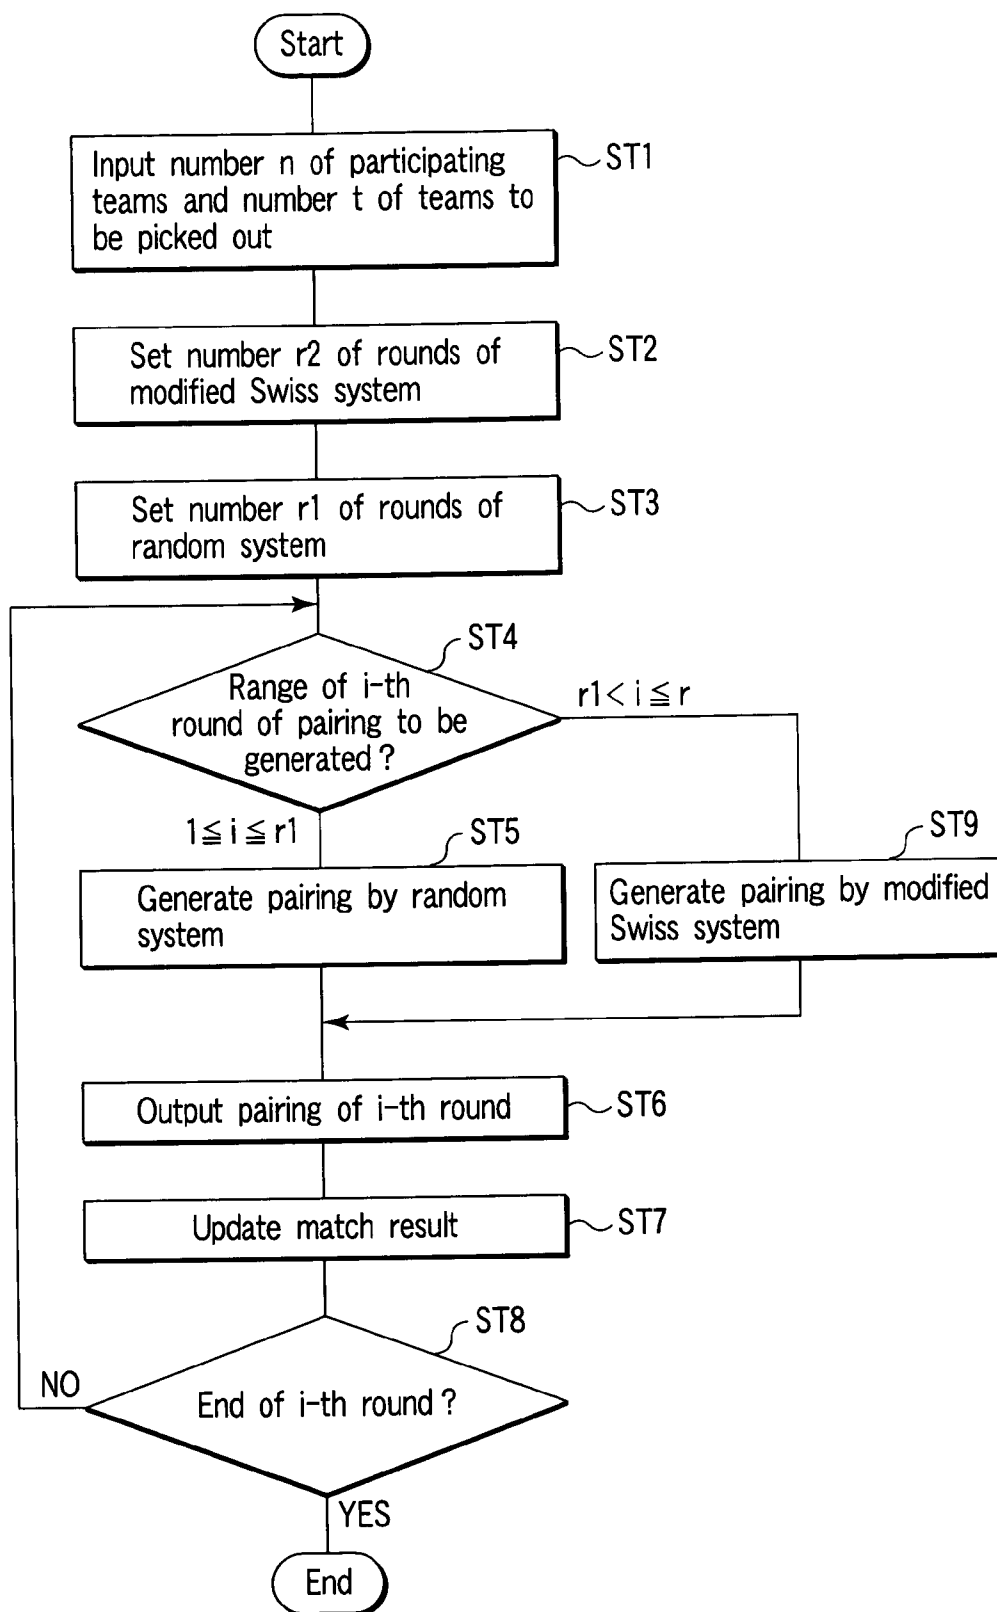 Start
Input number n of participating
teams and number t of teams to
be picked out
ST1
Set number r2 of rounds of
modified Swiss system
ST2
Set number r1 of rounds of
random system
ST3
ST4
Range of i-th
round of pairing to be
generated?
r1< i ≦ r
1≦ i ≦ r1
ST5
Generate pairing by random
system
ST9
Generate pairing by modified
Swiss system
Output pairing of i-th round
ST6
Update match result
ST7
ST8
End of i-th round?
NO
YES
End